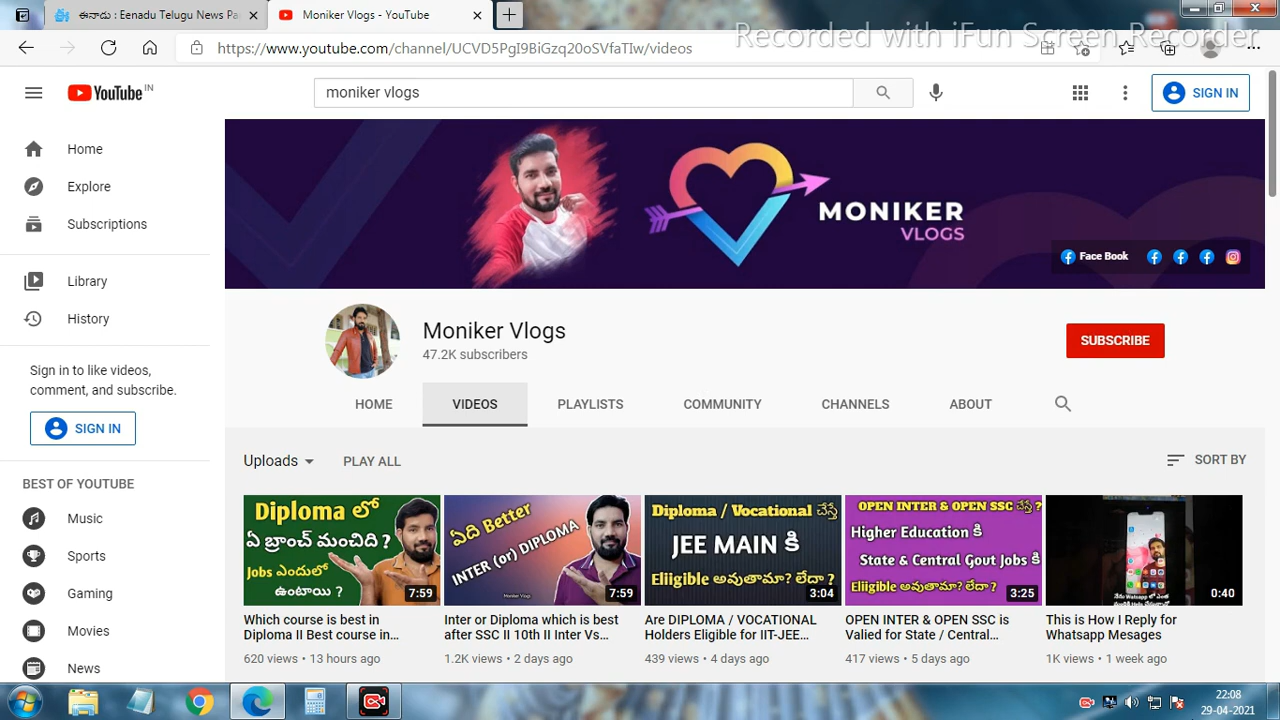 ఈనాడు : Eenadu Telugu News Pa
Moniker Vlogs - YouTube
Recorded with iFun Screen Recorder
https://www.youtube.com/channel/UCVD5PgI9BiGzq20oSVfaTIw/videos
YouTube IN
moniker vlogs
SIGN IN
Home
Explore
Subscriptions
Library
History
Sign in to like videos,
comment, and subscribe.
SIGN IN
BEST OF YOUTUBE
Music
Sports
Gaming
Movies
News
MONIKER
VLOGS
Face Book
Moniker Vlogs
47.2K subscribers
SUBSCRIBE
HOME
VIDEOS
PLAYLISTS
COMMUNITY
CHANNELS
ABOUT
Uploads
PLAY ALL
SORT BY
Diploma లో
ఏ బ్రాంచ్ మంచిది ?
Jobs ఎందులో
ఉంటాయి ?
7:59
Which course is best in
Diploma II Best course in...
620 views • 13 hours ago
ఏది Better
INTER (or) DIPLOMA
Moniker Vlogs
7:59
Inter or Diploma which is best
after SSC II 10th II Inter Vs...
1.2K views • 2 days ago
Diploma / Vocational చేస్తే
JEE MAIN కి
Eliigible అవుతామా? లేదా ?
3:04
Are DIPLOMA / VOCATIONAL
Holders Eligible for IIT-JEE...
439 views • 4 days ago
OPEN INTER & OPEN SSC చేస్తే ?
Higher Education కి
State & Central Govt Jobs కి
Eliigible అవుతామా? లేదా ?
3:25
OPEN INTER & OPEN SSC is
Valied for State / Central...
417 views • 5 days ago
0:40
This is How I Reply for
Whatsapp Mesages
1K views • 1 week ago
22:08
29-04-2021